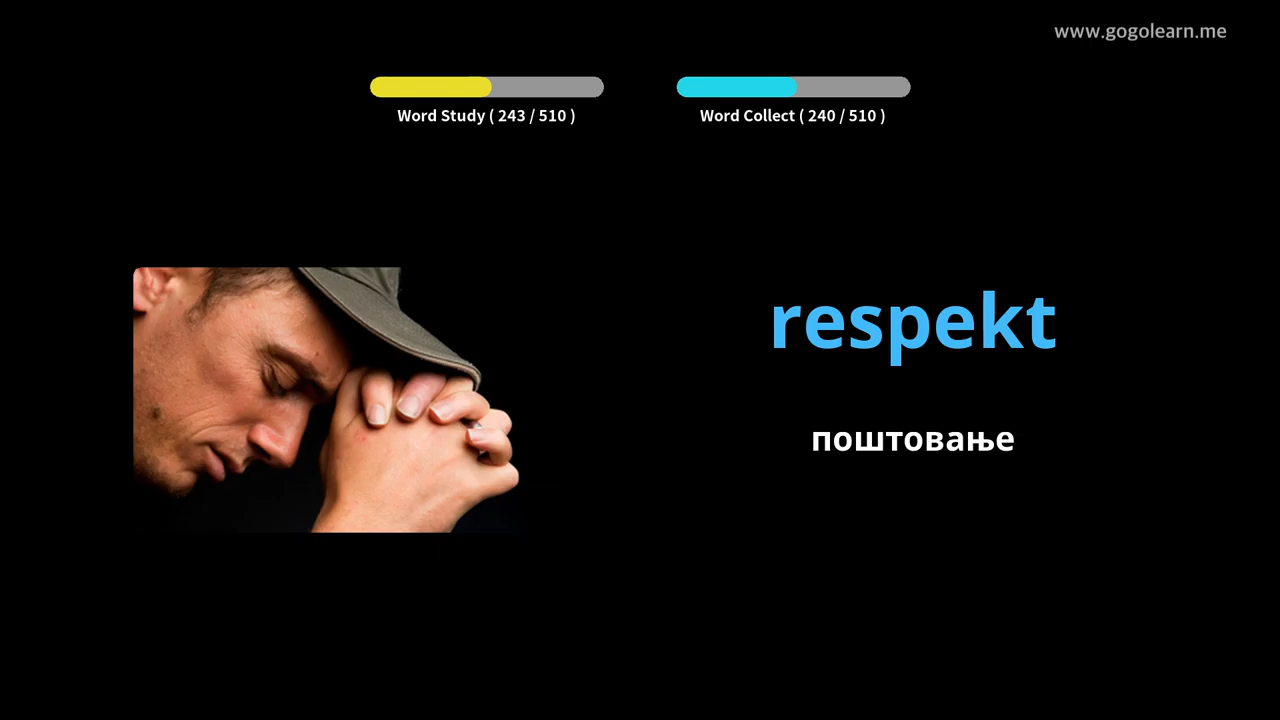 www.gogolearn.me
Word Study ( 243 / 510 )
Word Collect ( 240 / 510 )
respekt
поштовање